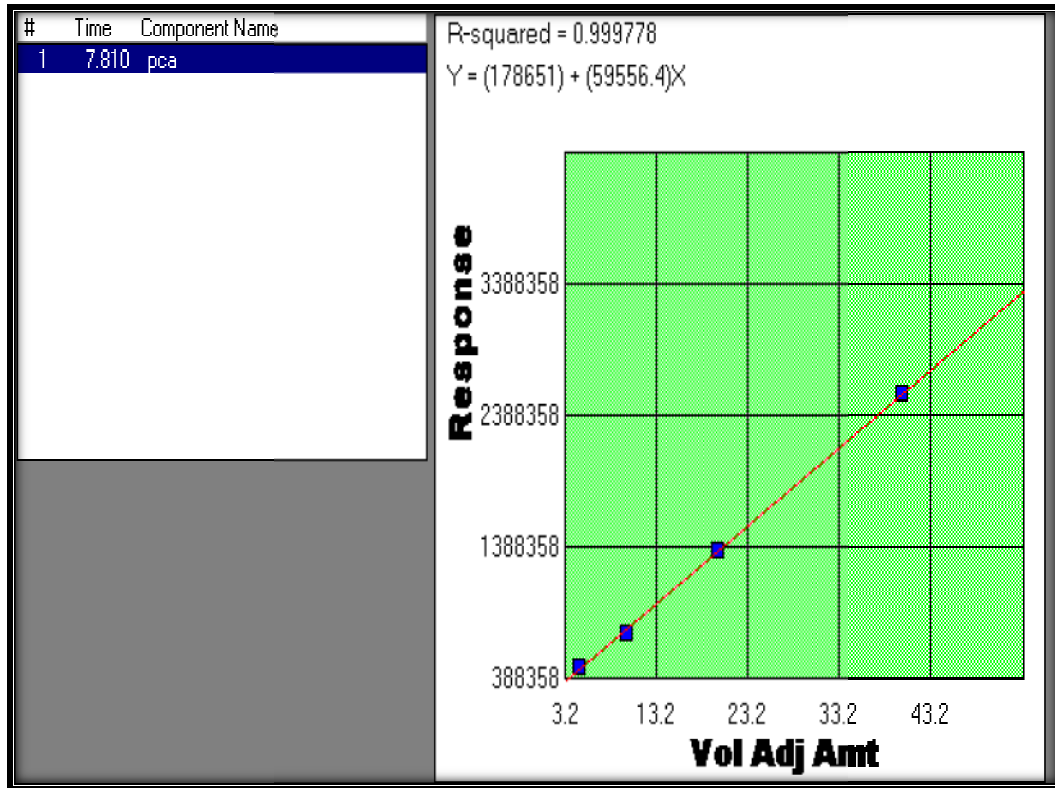 # Time Component Name
1 7.810 pca
R-squared = 0.999778
Y = (178651) + (59556.4)X
Response
3388358
2388358
1388358
388358
3.2 13.2 23.2 33.2 43.2
Vol Adj Amt